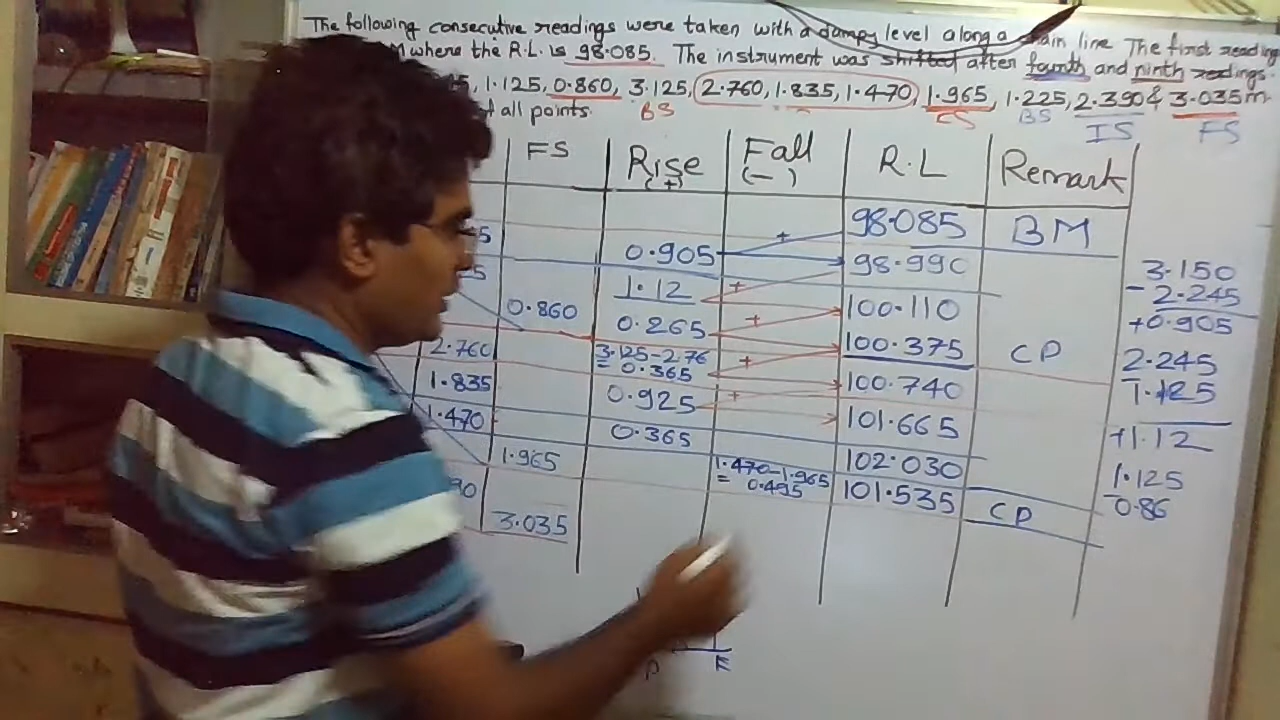 The following consecutive readings were taken with a dumpy level along a chain line The first reading
M where the R.L. is 98.085. The instrument was shifted after fourth and ninth readings.
5, 1.125, 0.860, 3.125, 2.760, 1.835, 1.470, 1.965, 1.225, 2.390 & 3.035m
all points. BS FS BS IS FS
FS Rise (+) Fall (-) R.L Remark
98.085 BM
5 0.905 98.990
5 1.12 100.110
0.860 0.265 100.375 CP
2.760 3.125-2.76 = 0.365 100.740
1.835 0.925 101.665
1.470 0.365 102.030
1.965 1.470-1.965 = 0.495 101.535 CP
90
3.035
+
+
+
+
+
3.150
- 2.245
+0.905
2.245
- 1.125
+1.12
1.125
- 0.86
E